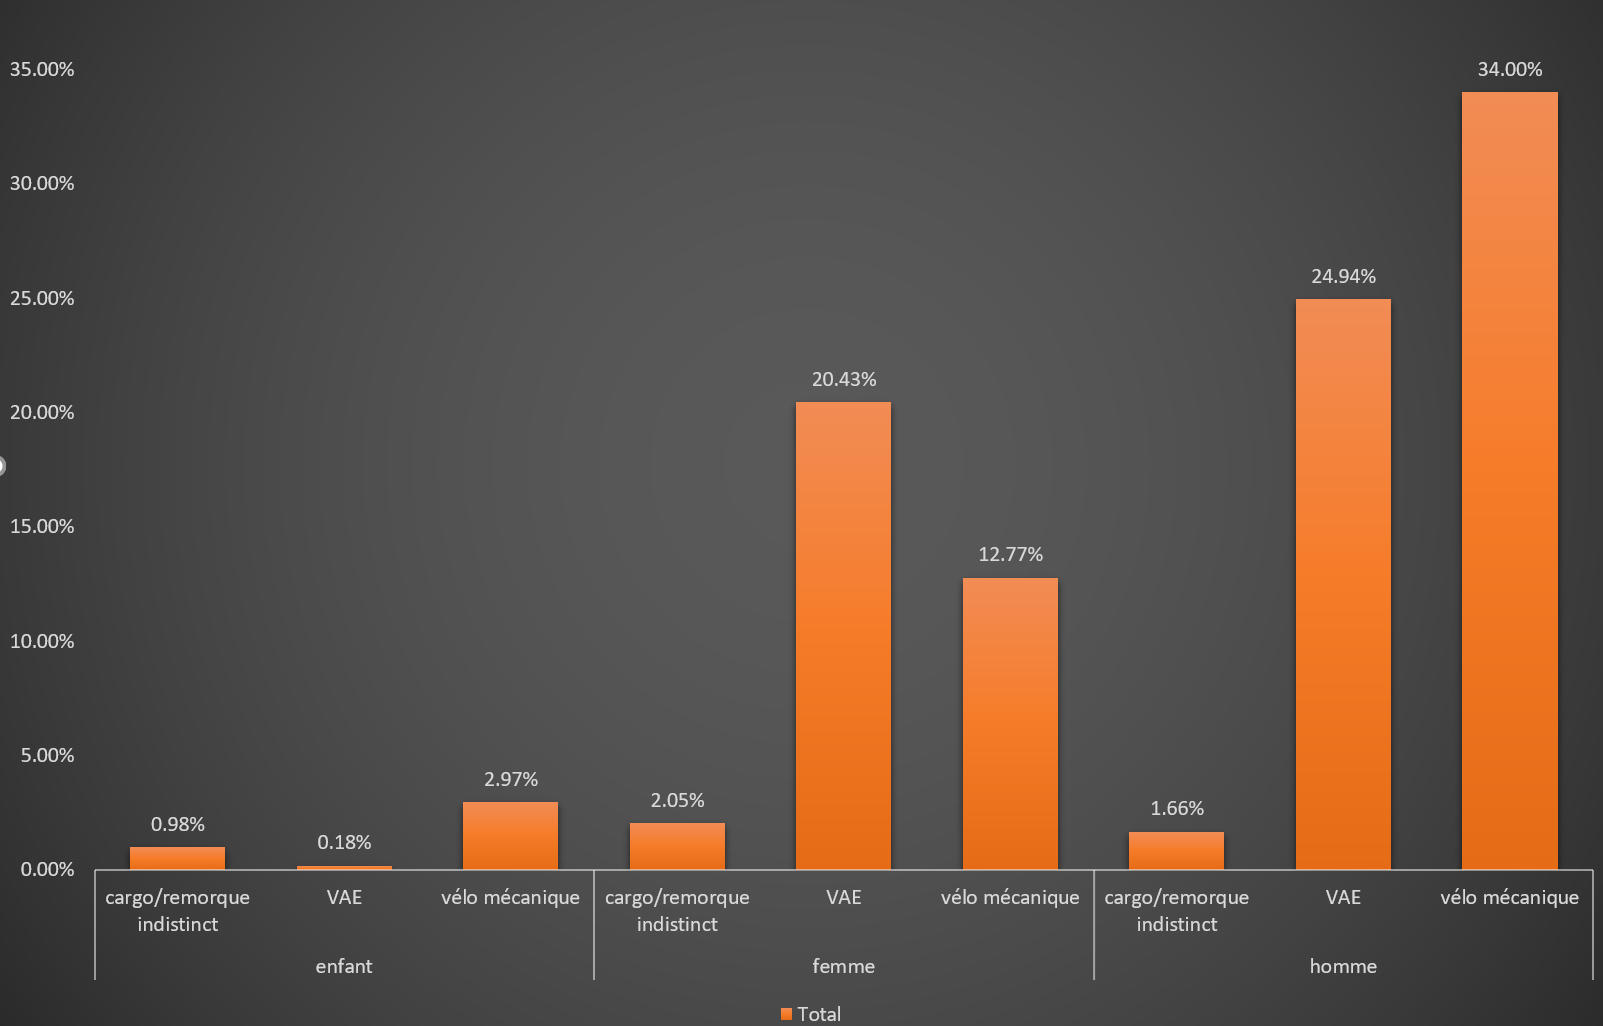 35.00%
30.00%
25.00%
20.00%
15.00%
10.00%
5.00%
0.00%
0.98%
0.18%
2.97%
2.05%
20.43%
12.77%
1.66%
24.94%
34.00%
cargo/remorque
indistinct
VAE
vélo mécanique
cargo/remorque
indistinct
VAE
vélo mécanique
cargo/remorque
indistinct
VAE
vélo mécanique
enfant
femme
homme
Total